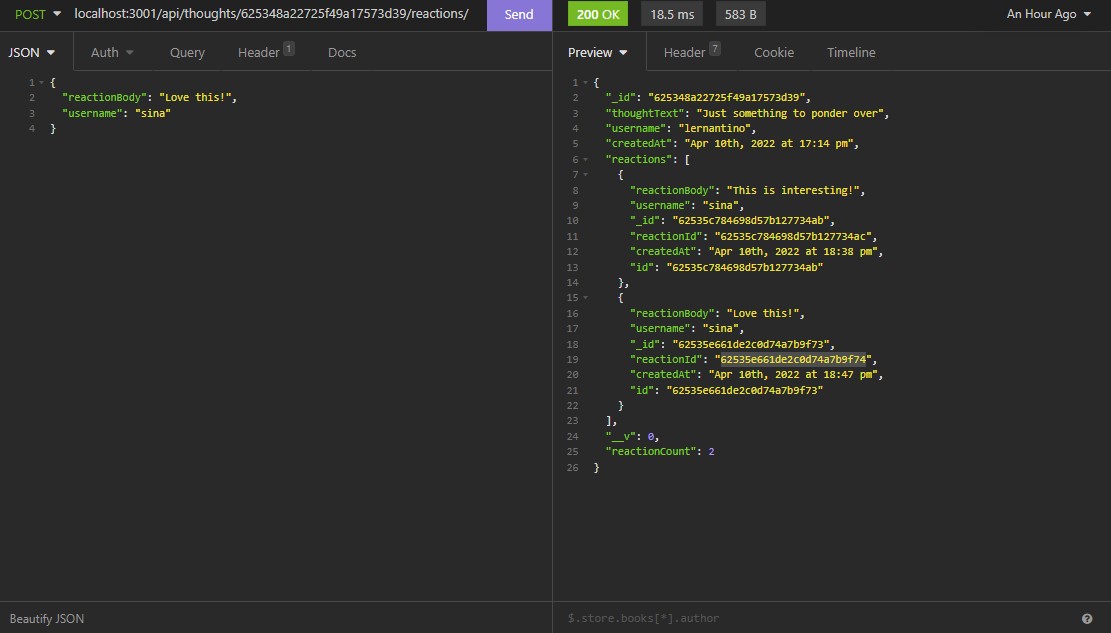 POST localhost:3001/api/thoughts/625348a22725f49a17573d39/reactions/ Send 200 OK 18.5 ms 583 B An Hour Ago
JSON Auth Query Header 1 Docs Preview Header 7 Cookie Timeline
1 {
2 "reactionBody": "Love this!",
3 "username": "sina"
4 }
1 {
2 "_id": "625348a22725f49a17573d39",
3 "thoughtText": "Just something to ponder over",
4 "username": "lernantino",
5 "createdAt": "Apr 10th, 2022 at 17:14 pm",
6 "reactions": [
7 {
8 "reactionBody": "This is interesting!",
9 "username": "sina",
10 "_id": "62535c784698d57b127734ab",
11 "reactionId": "62535c784698d57b127734ac",
12 "createdAt": "Apr 10th, 2022 at 18:38 pm",
13 "id": "62535c784698d57b127734ab"
14 },
15 {
16 "reactionBody": "Love this!",
17 "username": "sina",
18 "_id": "62535e661de2c0d74a7b9f73",
19 "reactionId": "62535e661de2c0d74a7b9f74",
20 "createdAt": "Apr 10th, 2022 at 18:47 pm",
21 "id": "62535e661de2c0d74a7b9f73"
22 }
23 ],
24 "__v": 0,
25 "reactionCount": 2
26 }
Beautify JSON $.store.books[*].author ?